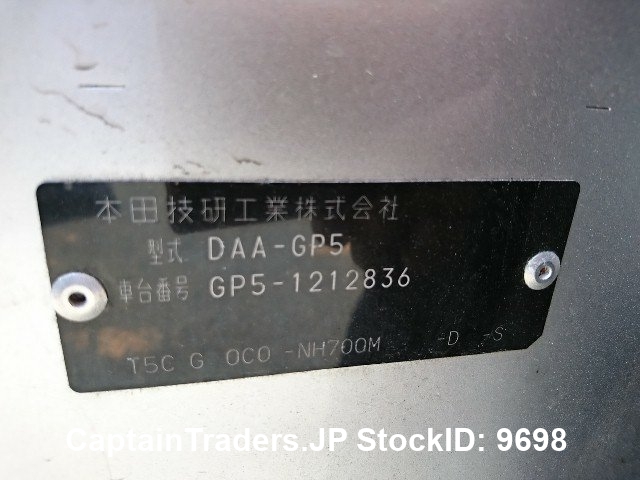 本田技研工業株式会社
型式 DAA-GP5
車台番号 GP5-1212836
T5C G 0C0 -NH700M -D -S
CaptainTraders.JP StockID: 9698